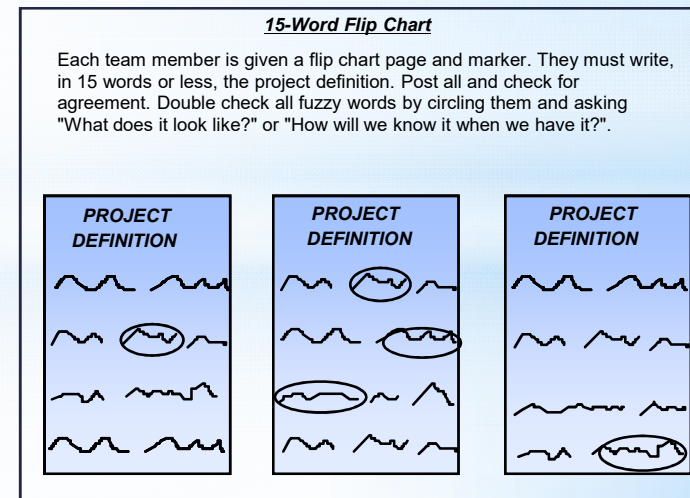 15-Word Flip Chart
Each team member is given a flip chart page and marker. They must write,
in 15 words or less, the project definition. Post all and check for
agreement. Double check all fuzzy words by circling them and asking
"What does it look like?" or "How will we know it when we have it?".
PROJECT
DEFINITION
PROJECT
DEFINITION
PROJECT
DEFINITION